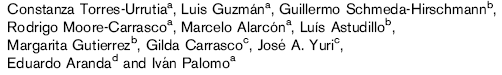 Constanza Torres-Urrutiaª, Luis Guzmánª, Guillermo Schmeda-Hirschmannᵇ,
Rodrigo Moore-Carrascoª, Marcelo Alarcónª, Luís Astudilloᵇ,
Margarita Gutierrezᵇ, Gilda Carrascoᶜ, José A. Yuriᶜ,
Eduardo Arandaᵈ and Iván Palomoª